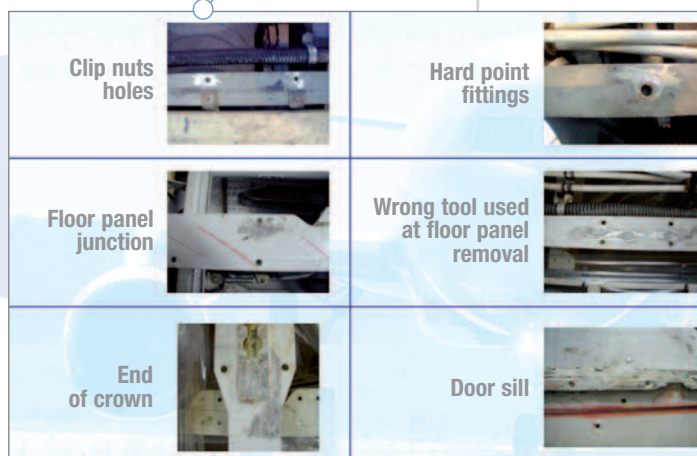 Clip nuts
holes
Hard point
fittings
Floor panel
junction
Wrong tool used
at floor panel
removal
End
of crown
Door sill